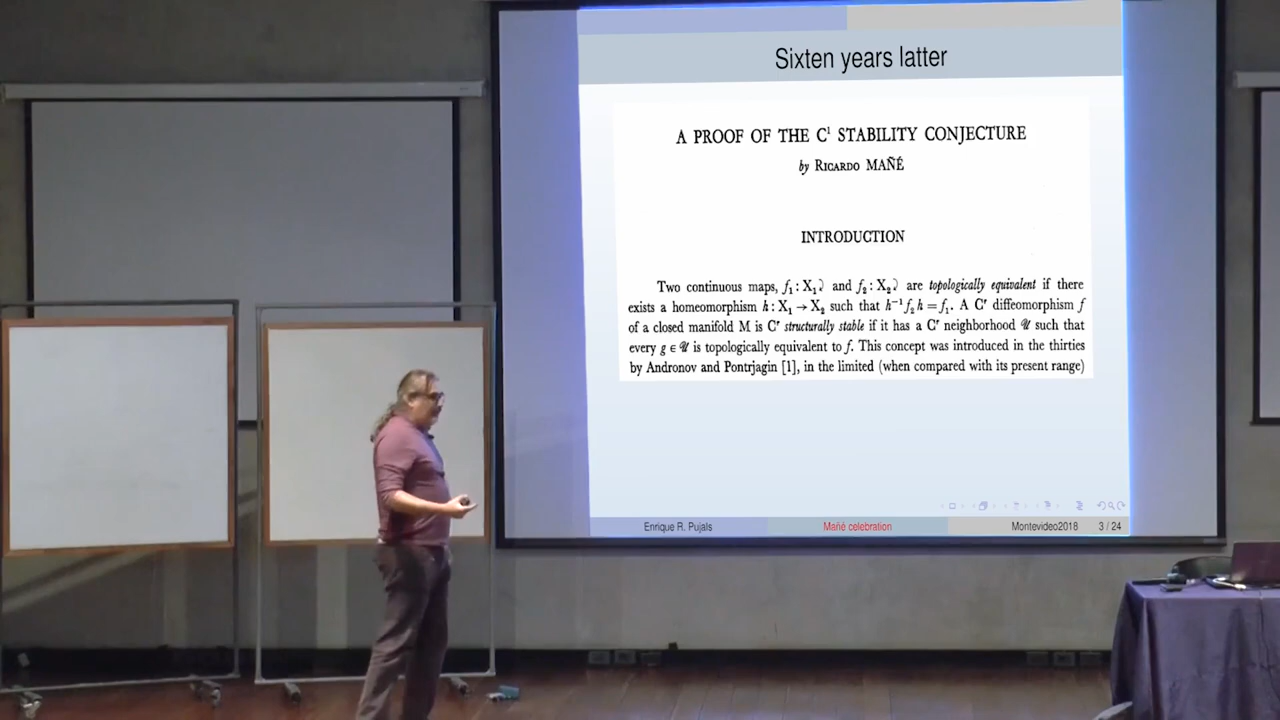 Sixten years latter
A PROOF OF THE C¹ STABILITY CONJECTURE
by RICARDO MAÑÉ
INTRODUCTION
Two continuous maps, f₁ : X₁⤸ and f₂ : X₂⤸ are topologically equivalent if there
exists a homeomorphism h : X₁ → X₂ such that h⁻¹f₂h = f₁. A Cʳ diffeomorphism f
of a closed manifold M is Cʳ structurally stable if it has a Cʳ neighborhood 𝒰 such that
every g ∈ 𝒰 is topologically equivalent to f. This concept was introduced in the thirties
by Andronov and Pontrjagin [1], in the limited (when compared with its present range)
Enrique R. Pujals Mañé celebration Montevideo2018 3 / 24